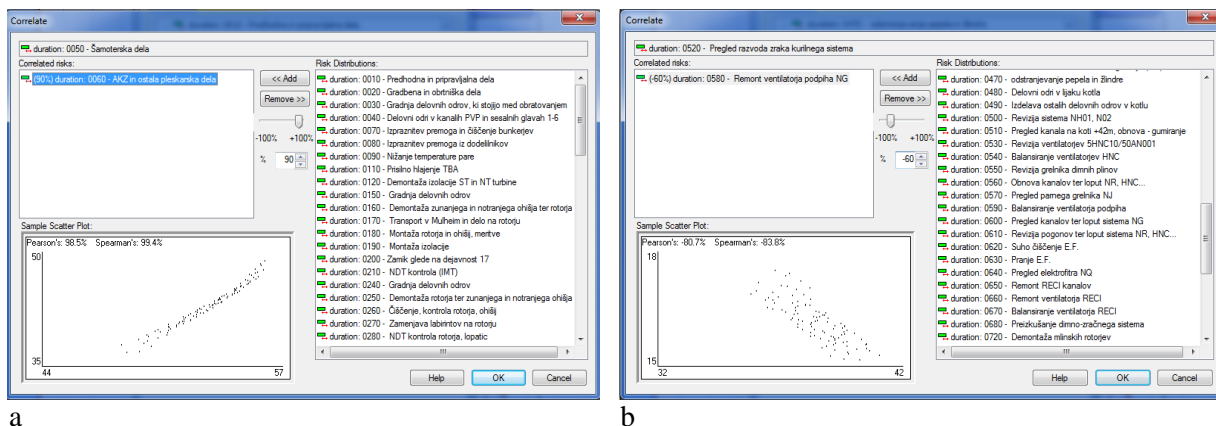 Correlate
duration: 0050 - Šamoterska dela
Correlated risks:
(90%) duration: 0060 - AKZ in ostala pleskarska dela
<< Add
Remove >>
-100% +100%
% 90
Risk Distributions:
duration: 0010 - Predhodna in pripravljalna dela
duration: 0020 - Gradbena in obrtniška dela
duration: 0030 - Gradnja delovnih odrov, ki stojijo med obratovanjem
duration: 0040 - Delovni odri v kanalih PVP in sesalnih glavah 1-6
duration: 0070 - Izpraznitev premoga in čiščenje bunkerjev
duration: 0080 - Izpraznitev premoga iz dodelilnikov
duration: 0090 - Nižanje temperature pare
duration: 0110 - Prisilno hlajenje TBA
duration: 0120 - Demontaža izolacije ST in NT turbine
duration: 0150 - Gradnja delovnih odrov
duration: 0160 - Demontaža zunanjega in notranjega ohišja ter rotorja
duration: 0170 - Transport v Mulheim in delo na rotorju
duration: 0180 - Montaža rotorja in ohišij, meritve
duration: 0190 - Montaža izolacije
duration: 0200 - Zamik glede na dejavnost 17
duration: 0210 - NDT kontrola (IMT)
duration: 0240 - Gradnja delovnih odrov
duration: 0250 - Demontaža rotorja ter zunanjega in notranjega ohišja
duration: 0260 - Čiščenje, kontrola rotorja, ohišij
duration: 0270 - Zamenjava labirintov na rotorju
duration: 0280 - NDT kontrola rotorja, lopatic
Sample Scatter Plot:
Pearson's: 98.5% Spearman's: 99.4%
50
35
44 57
Help OK Cancel
a
Correlate
duration: 0520 - Pregled razvoda zraka kurilnega sistema
Correlated risks:
(-60%) duration: 0580 - Remont ventilatorja podpiha NG
<< Add
Remove >>
-100% +100%
% -60
Risk Distributions:
duration: 0470 - odstranjevanje pepela in žlindre
duration: 0480 - Delovni odri v lijaku kotla
duration: 0490 - Izdelava ostalih delovnih odrov v kotlu
duration: 0500 - Revizija sistema NH01, N02
duration: 0510 - Pregled kanala na koti +42m, obnova - gumiranje
duration: 0530 - Revizija ventilatorjev 5HNC10/50AN001
duration: 0540 - Balansiranje ventilatorjev HNC
duration: 0550 - Revizija grelnika dimnih plinov
duration: 0560 - Obnova kanalov ter loput NR, HNC...
duration: 0570 - Pregled parnega grelnika NJ
duration: 0590 - Balansiranje ventilatorja podpiha
duration: 0600 - Pregled kanalov ter loput sistema NG
duration: 0610 - Revizija pogonov ter loput sistema NR, HNC...
duration: 0620 - Suho čiščenje E.F.
duration: 0630 - Pranje E.F.
duration: 0640 - Pregled elektrofitra NQ
duration: 0650 - Remont RECI kanalov
duration: 0660 - Remont ventilatorja RECI
duration: 0670 - Balansiranje ventilatorja RECI
duration: 0680 - Preizkušanje dimno-zračnega sistema
duration: 0720 - Demontaža mlinskih rotorjev
Sample Scatter Plot:
Pearson's: -80.7% Spearman's: -83.8%
18
15
32 42
Help OK Cancel
b